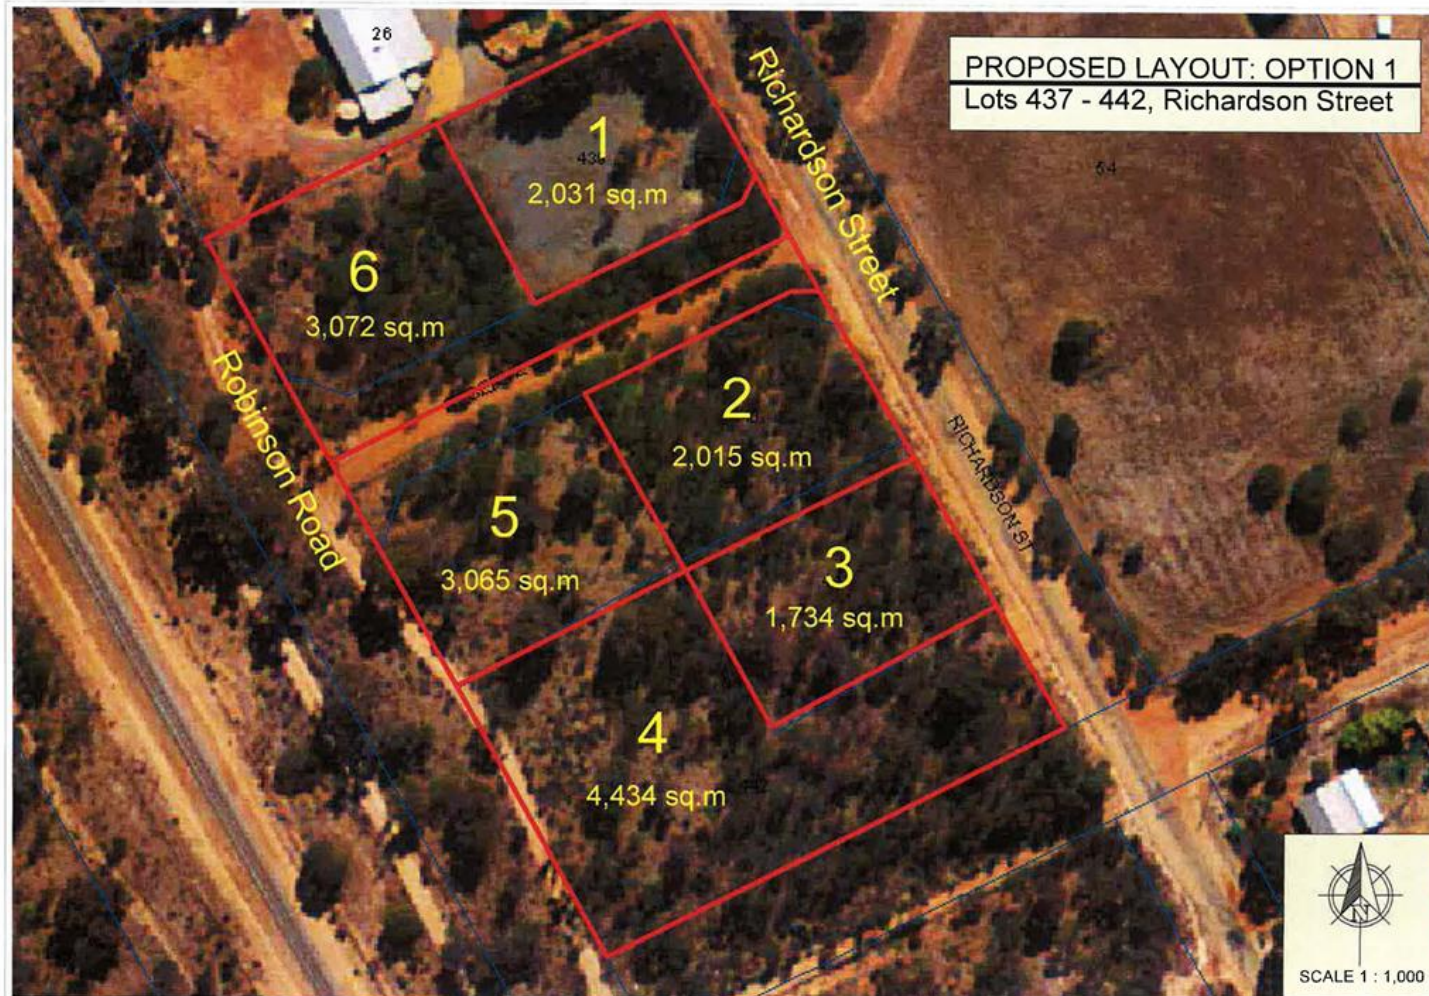 26
PROPOSED LAYOUT: OPTION 1
Lots 437 - 442, Richardson Street
Richardson Street
1
2,031 sq.m
54
6
3,072 sq.m
Robinson Road
2
2,015 sq.m
RICHARDSON ST
5
3,065 sq.m
3
1,734 sq.m
4
4,434 sq.m
N
SCALE 1 : 1,000